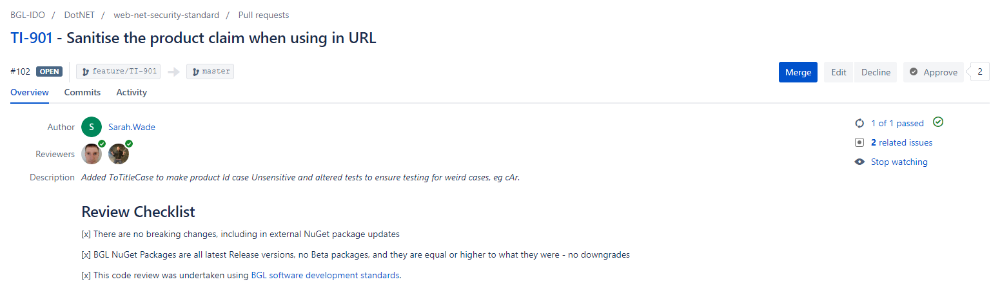 BGL-IDO / DotNET / web-net-security-standard / Pull requests
TI-901 - Sanitise the product claim when using in URL
#102 OPEN feature/TI-901 master Merge Edit Decline Approve 2
Overview Commits Activity
Author S Sarah.Wade
1 of 1 passed
Reviewers
2 related issues
Stop watching
Description Added ToTitleCase to make product Id case Unsensitive and altered tests to ensure testing for weird cases, eg cAr.
Review Checklist
[x] There are no breaking changes, including in external NuGet package updates
[x] BGL NuGet Packages are all latest Release versions, no Beta packages, and they are equal or higher to what they were - no downgrades
[x] This code review was undertaken using BGL software development standards.